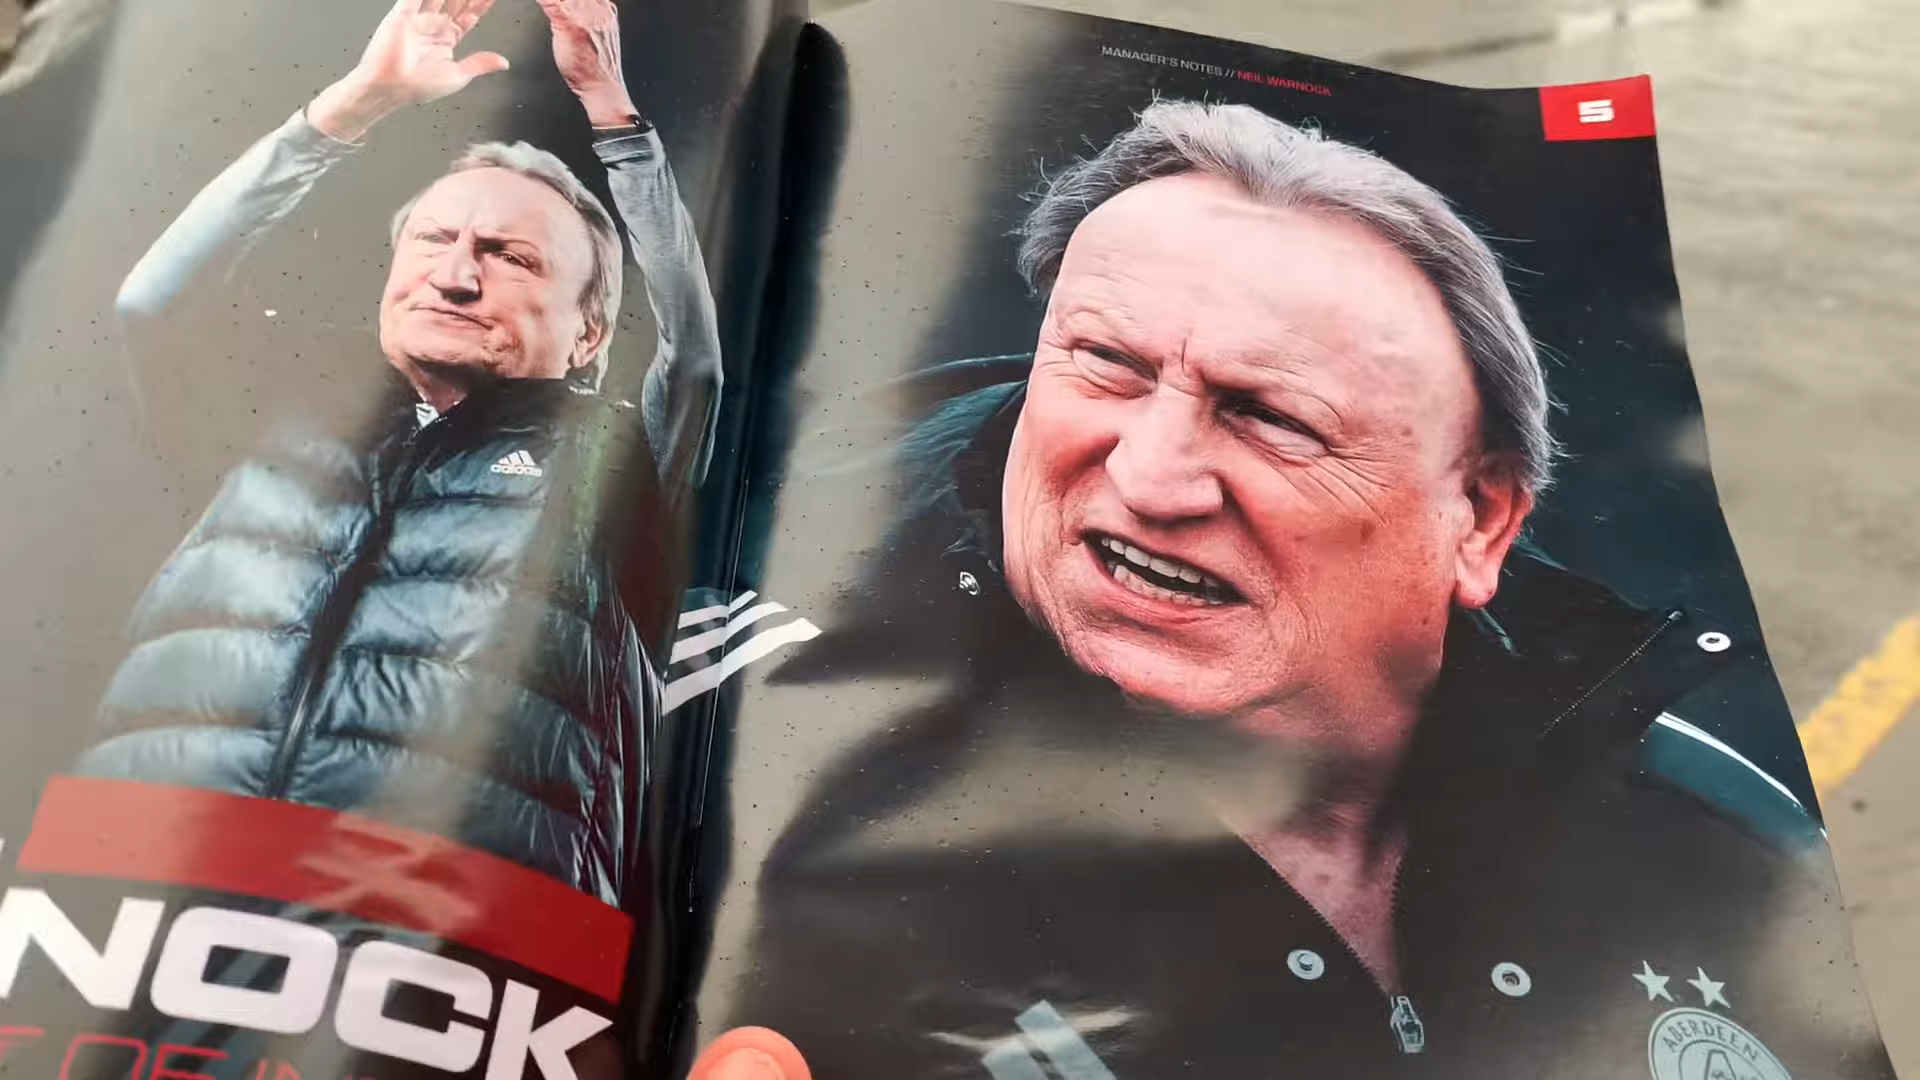 MANAGER'S NOTES // NEIL WARNOCK
5
adidas
NOCK
ABERDEEN